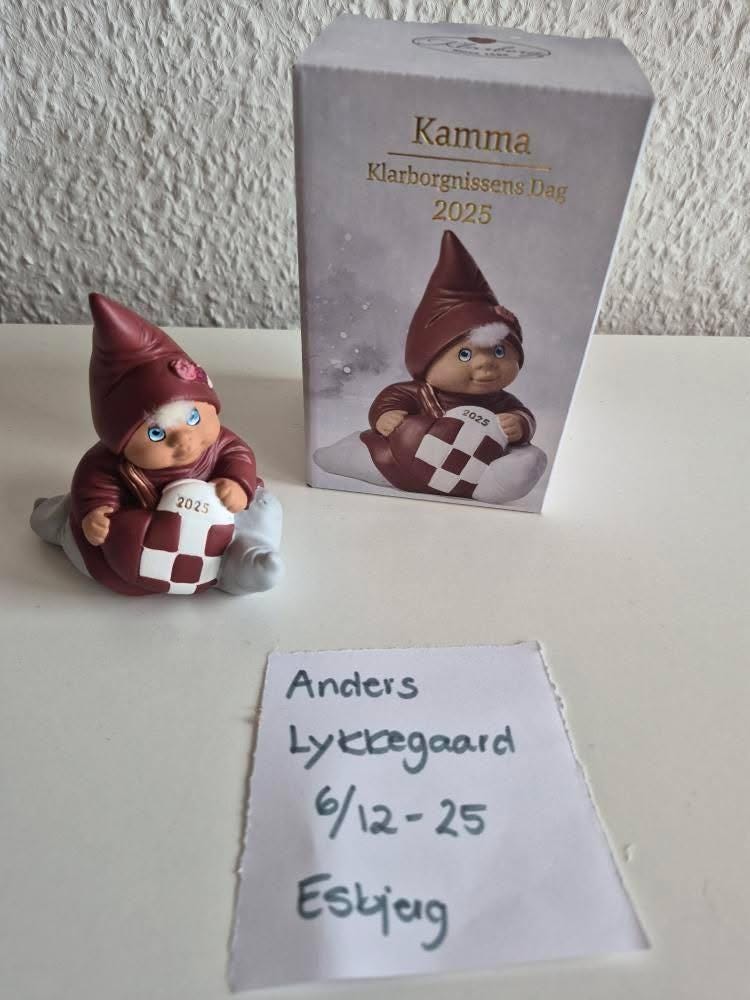 Kamma
Klarborgnissens Dag
2025
2025
2025
Anders
Lykkegaard
6/12-25
Esbjerg